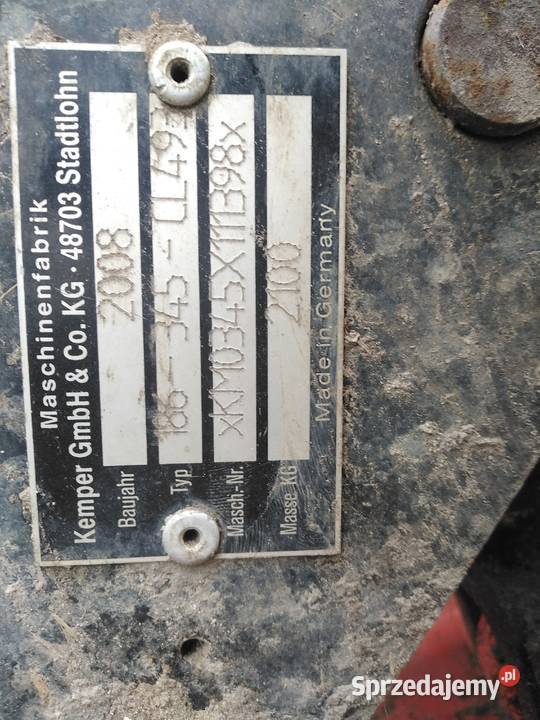 Maschinenfabrik
Kemper GmbH & Co. KG · 48703 Stadtlohn
Baujahr 2008
Typ 186-345-CL493
Masch.-Nr. xKM0345X111398x
Masse KG 2100
Made in Germany
Sprzedajemy.pl